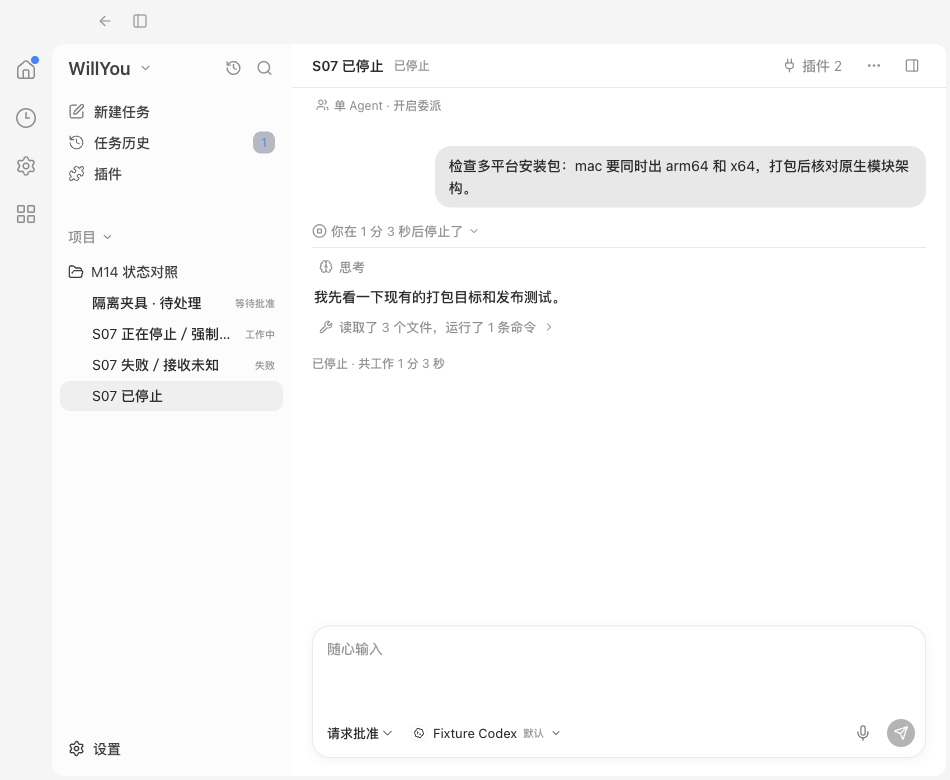 WillYou
新建任务
任务历史 1
插件
项目
M14 状态对照
隔离夹具 · 待处理 等待批准
S07 正在停止 / 强制... 工作中
S07 失败 / 接收未知 失败
S07 已停止
设置
S07 已停止 已停止 插件 2
单 Agent · 开启委派
检查多平台安装包：mac 要同时出 arm64 和 x64，打包后核对原生模块架
构。
你在 1 分 3 秒后停止了
思考
我先看一下现有的打包目标和发布测试。
读取了 3 个文件，运行了 1 条命令
已停止 · 共工作 1 分 3 秒
随心输入
请求批准 Fixture Codex 默认